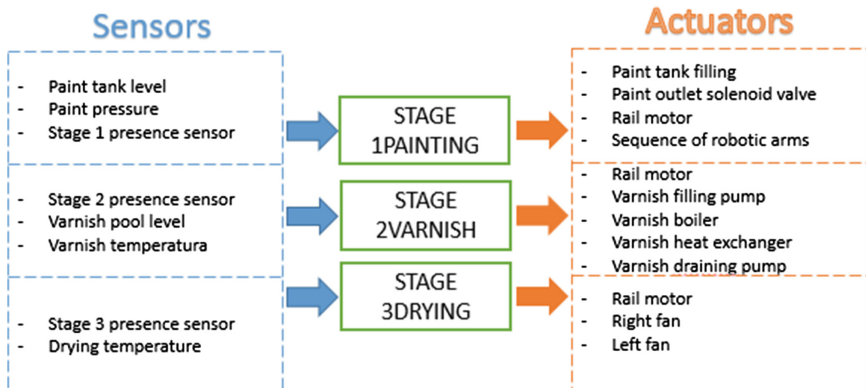 Sensors
Actuators
- Paint tank level
- Paint pressure
- Stage 1 presence sensor
STAGE
1PAINTING
- Paint tank filling
- Paint outlet solenoid valve
- Rail motor
- Sequence of robotic arms
- Stage 2 presence sensor
- Varnish pool level
- Varnish temperatura
STAGE
2VARNISH
- Rail motor
- Varnish filling pump
- Varnish boiler
- Varnish heat exchanger
- Varnish draining pump
- Stage 3 presence sensor
- Drying temperature
STAGE
3DRYING
- Rail motor
- Right fan
- Left fan